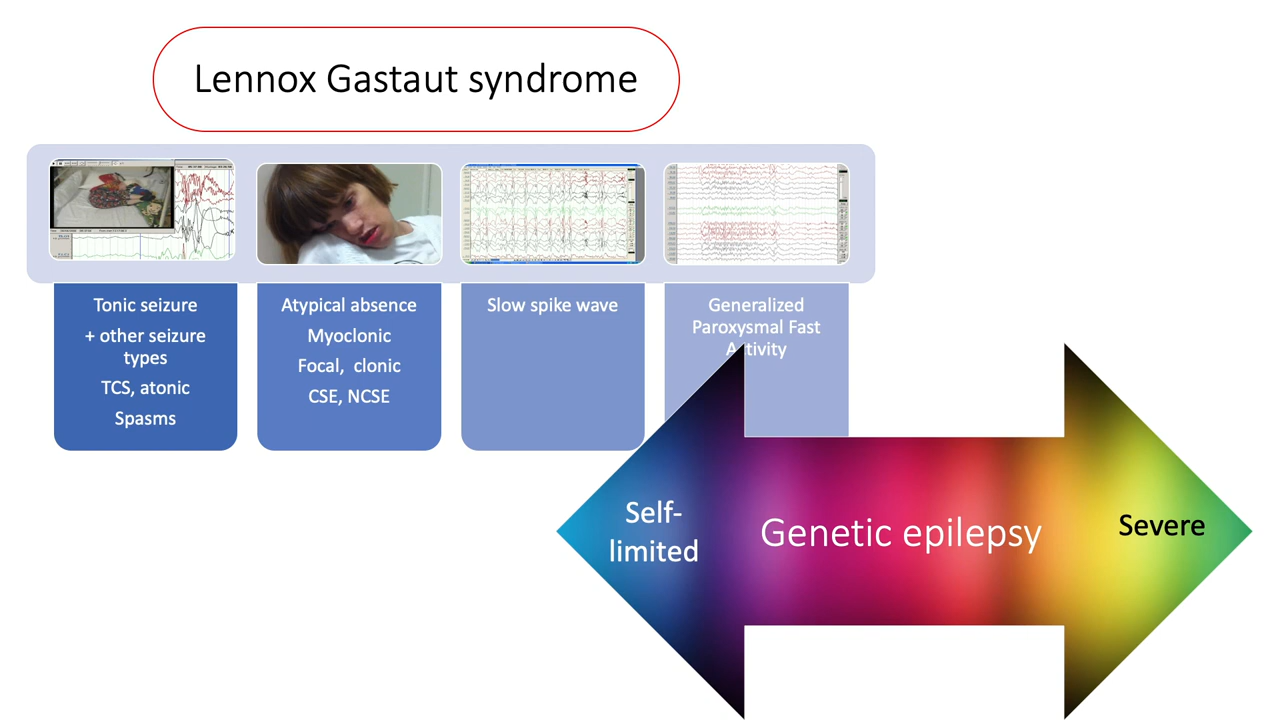 Lennox Gastaut syndrome
Tonic seizure
+ other seizure
types
TCS, atonic
Spasms
Atypical absence
Myoclonic
Focal,  clonic
CSE, NCSE
Slow spike wave
Generalized
Paroxysmal Fast
Activity
Self-
limited
Genetic epilepsy
Severe